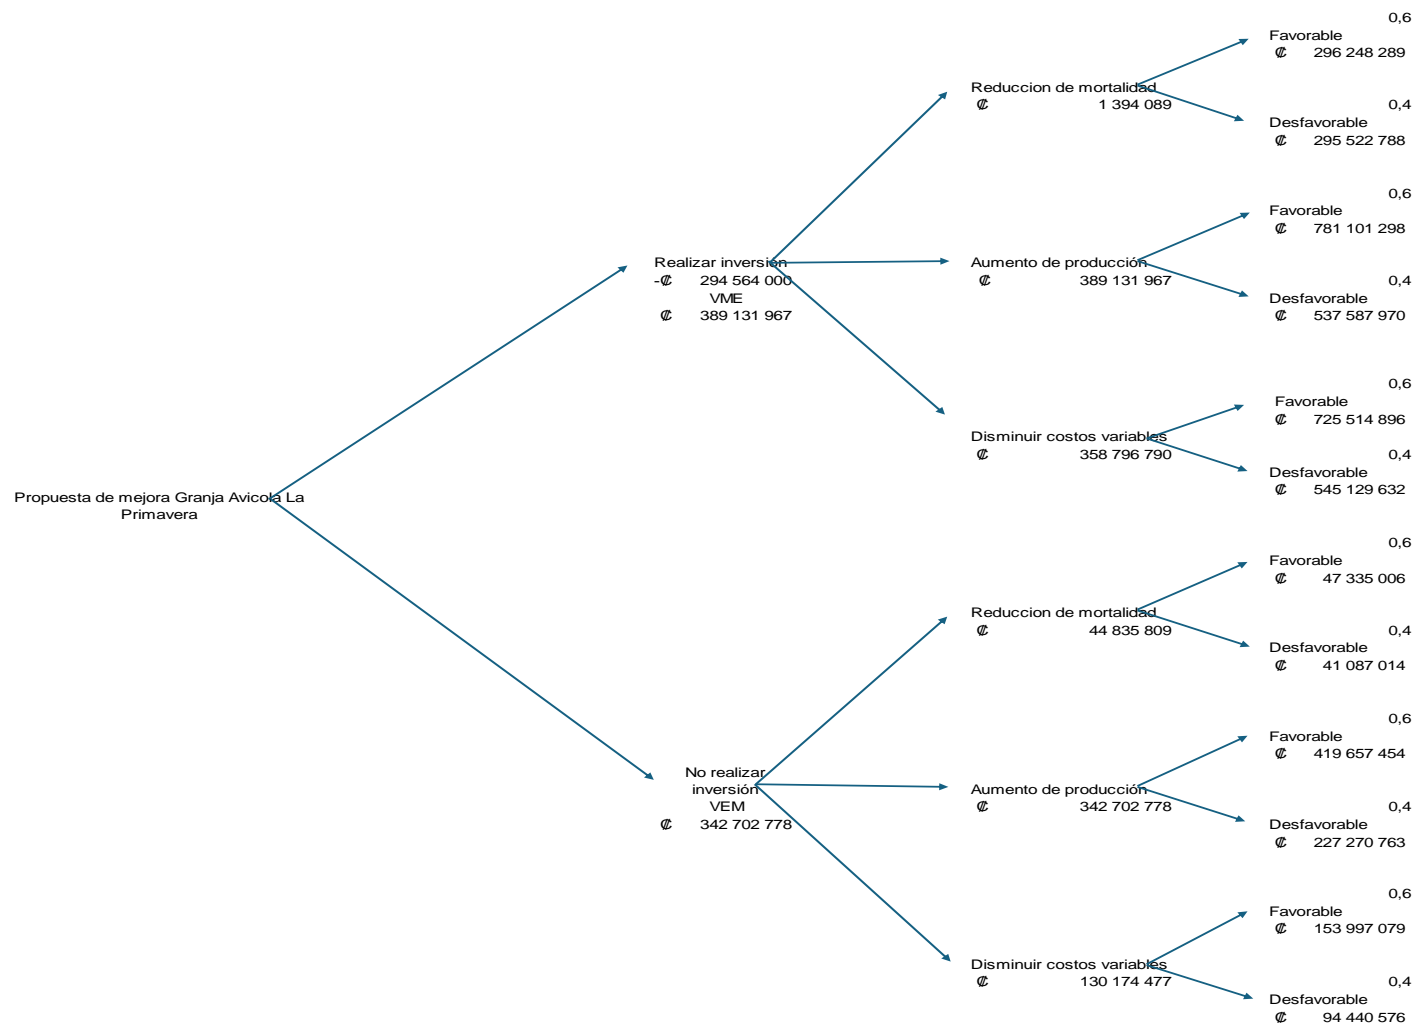 Propuesta de mejora Granja Avicola La
Primavera
Realizar inversión
-₡ 294 564 000
VME
₡ 389 131 967
Reduccion de mortalidad
₡ 1 394 089
0,6
Favorable
₡ 296 248 289
0,4
Desfavorable
₡ 295 522 788
Aumento de producción
₡ 389 131 967
0,6
Favorable
₡ 781 101 298
0,4
Desfavorable
₡ 537 587 970
Disminuir costos variables
₡ 358 796 790
0,6
Favorable
₡ 725 514 896
0,4
Desfavorable
₡ 545 129 632
No realizar
inversión
VEM
₡ 342 702 778
Reduccion de mortalidad
₡ 44 835 809
0,6
Favorable
₡ 47 335 006
0,4
Desfavorable
₡ 41 087 014
Aumento de producción
₡ 342 702 778
0,6
Favorable
₡ 419 657 454
0,4
Desfavorable
₡ 227 270 763
Disminuir costos variables
₡ 130 174 477
0,6
Favorable
₡ 153 997 079
0,4
Desfavorable
₡ 94 440 576